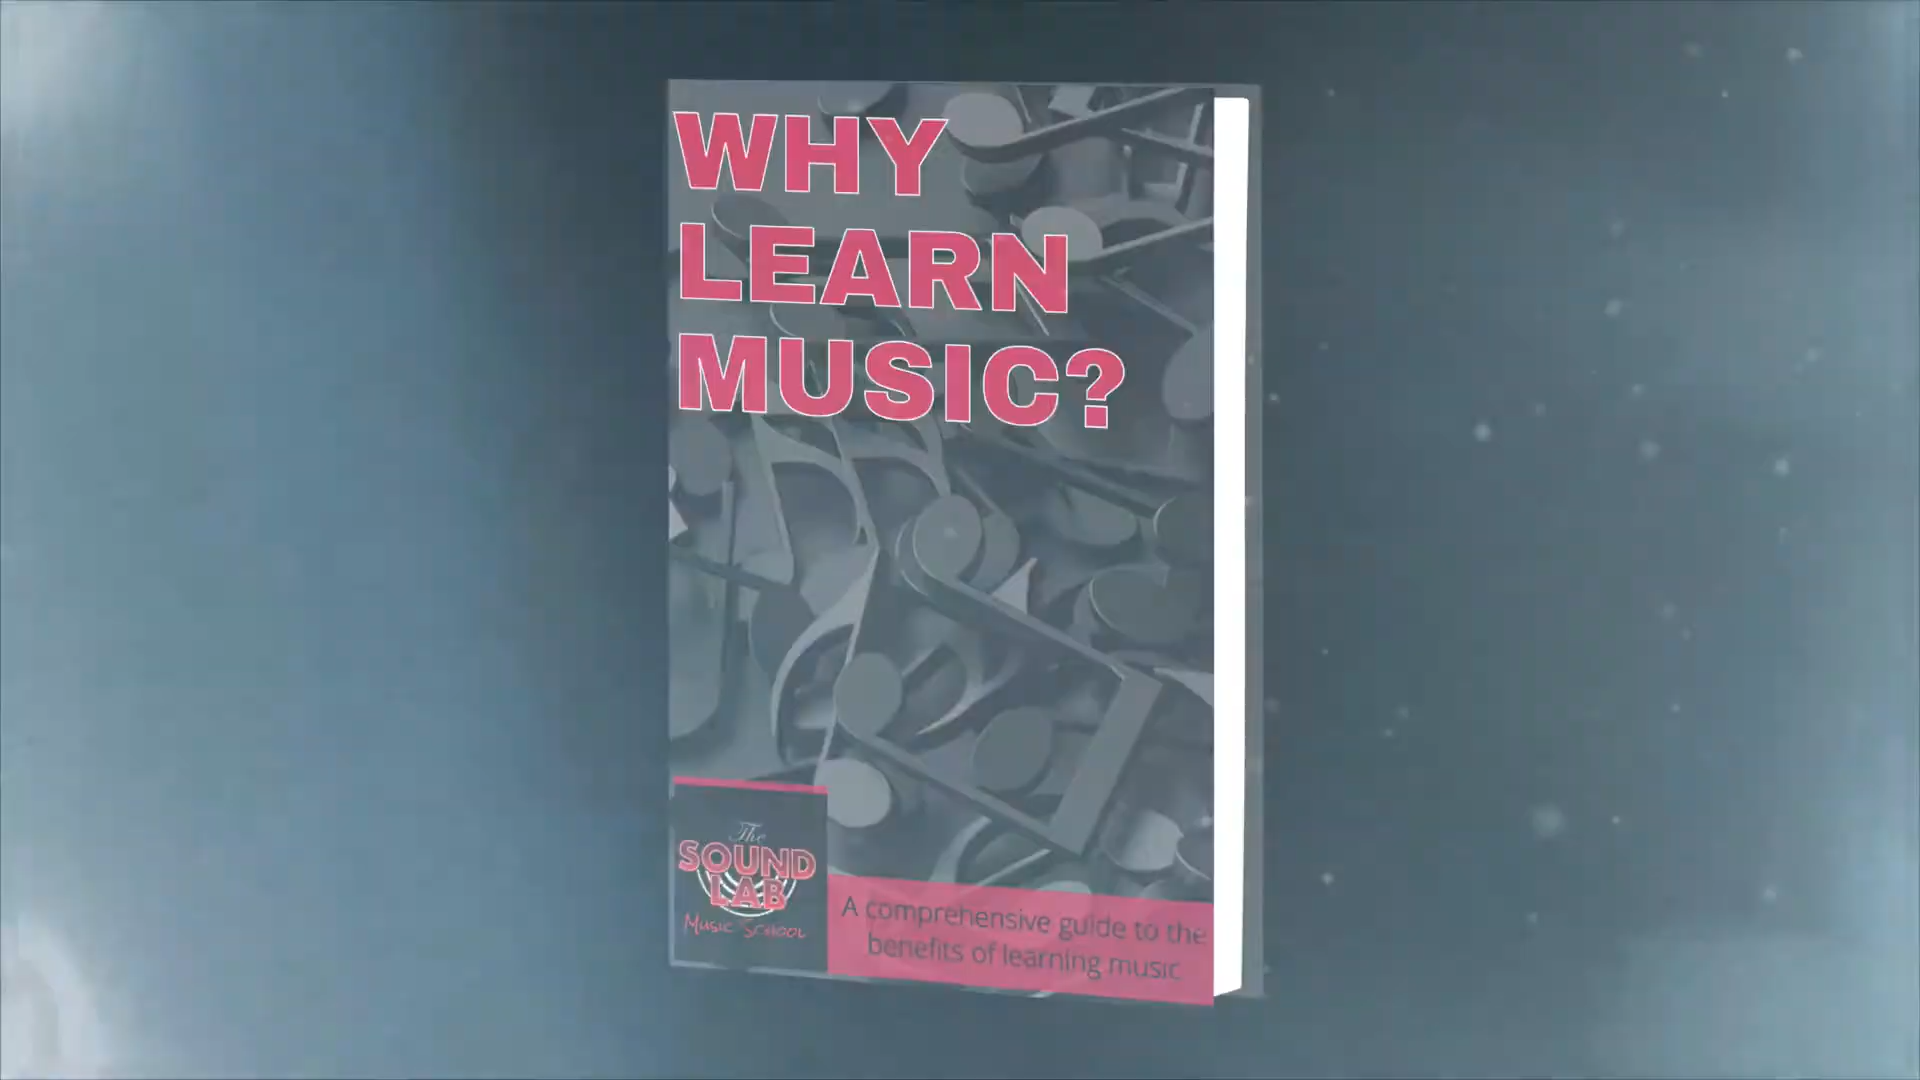 WHY
LEARN
MUSIC?
The
SOUND
LAB
Music School
A comprehensive guide to the
benefits of learning music